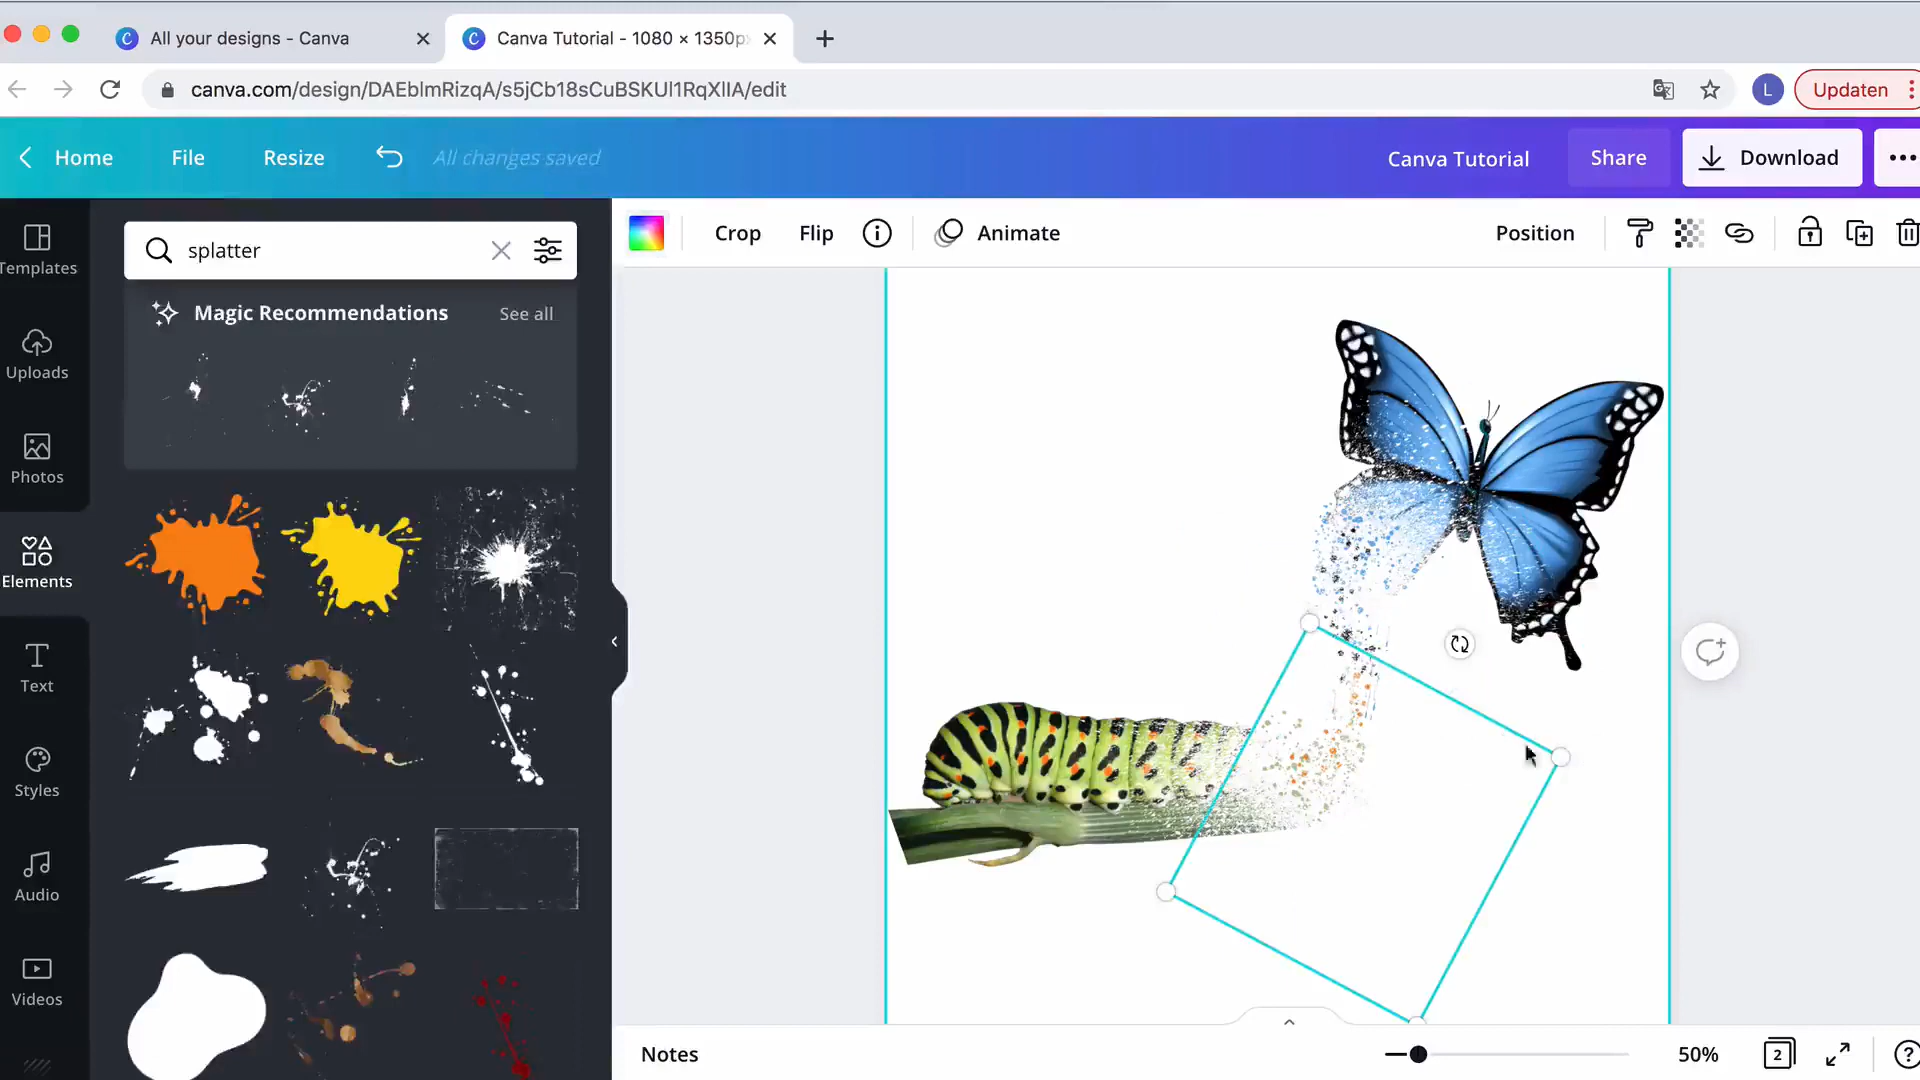 All your designs - Canva
Canva Tutorial - 1080 × 1350p
canva.com/design/DAEblmRizqA/s5jCb18sCuBSKUl1RqXlIA/edit
L
Updaten
Home
File
Resize
All changes saved
Canva Tutorial
Share
Download
splatter
Crop
Flip
Animate
Position
Templates
Uploads
Photos
Elements
Text
Styles
Audio
Videos
Magic Recommendations
See all
Notes
50%
2
?